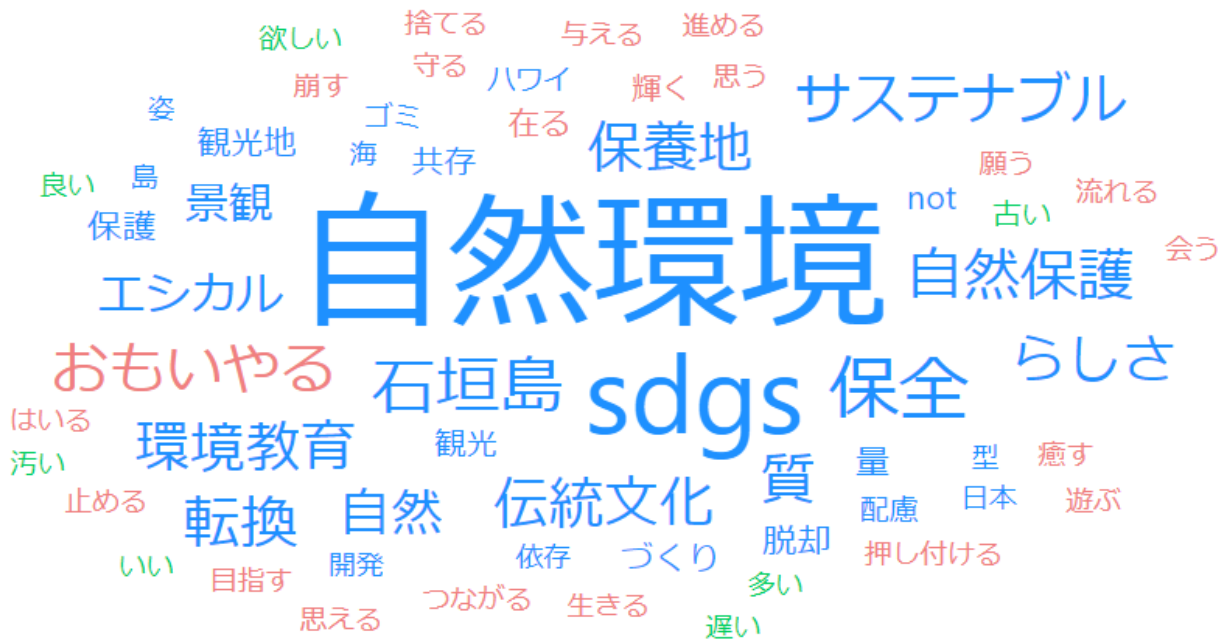 欲しい 捨てる 与える 進める
崩す 守る ハワイ 輝く 思う サステナブル
姿 観光地 ゴミ 在る 保養地
良い 島 海 共存 願う 流れる
保護 景観 not 古い
エシカル 自然環境 自然保護 会う
おもいやる 石垣島 sdgs 保全 らしさ
はいる 環境教育 観光
汚い 質 量 型 癒す
止める 転換 自然 伝統文化 配慮 日本 遊ぶ
いい 開発 依存 づくり 脱却 押し付ける
目指す 多い
思える つながる 生きる 遅い